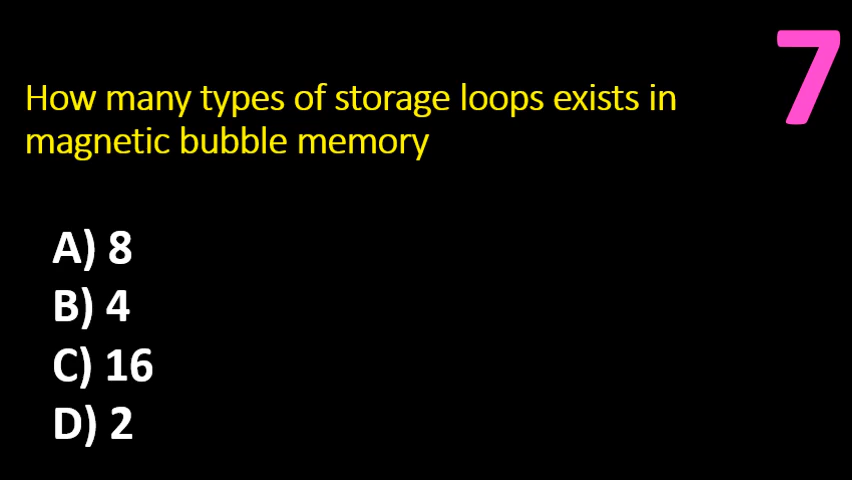 7
How many types of storage loops exists in
magnetic bubble memory
A) 8
B) 4
C) 16
D) 2